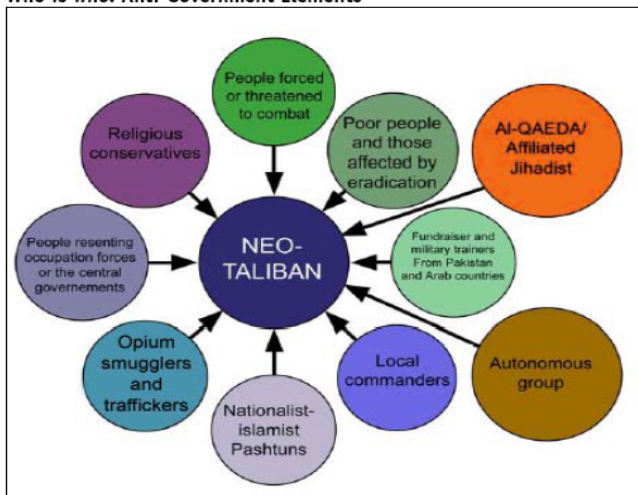 Who is who: Anti-Government Elements
People forced
or threatened
to combat
Religious
conservatives
Poor people
and those
affected by
eradication
Al-QAEDA/
Affiliated
Jihadist
People resenting
occupation forces
or the central
governements
NEO-
TALIBAN
Fundraiser and
military trainers
From Pakistan
and Arab countries
Opium
smugglers
and
traffickers
Nationalist-
islamist
Pashtuns
Local
commanders
Autonomous
group